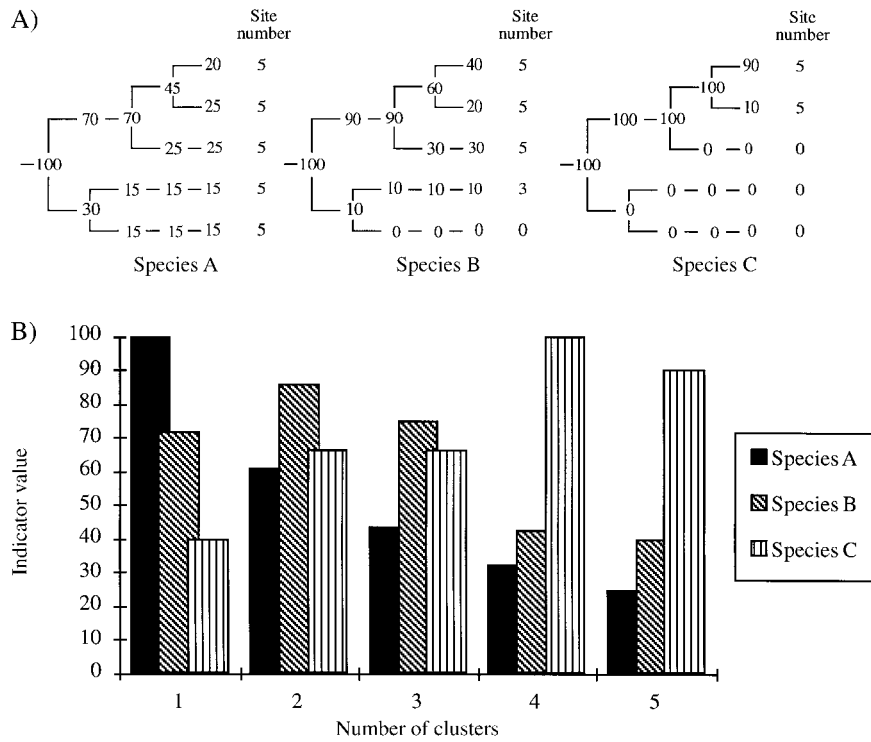 A)
Site Site Site
number number number
20 5 40 5 90 5
45 60 100
25 5 20 5 10 5
70 70 90 90 100 100
25 25 5 30 30 5 0 0 0
100 100 100
15 15 15 5 10 10 10 3 0 0 0 0
30 10 0
15 15 15 5 0 0 0 0 0 0 0 0
Species A Species B Species C
B)
Indicator value
100
90
80
70
60
50
40
30
20
10
0
1 2 3 4 5
Number of clusters
Species A
Species B
Species C